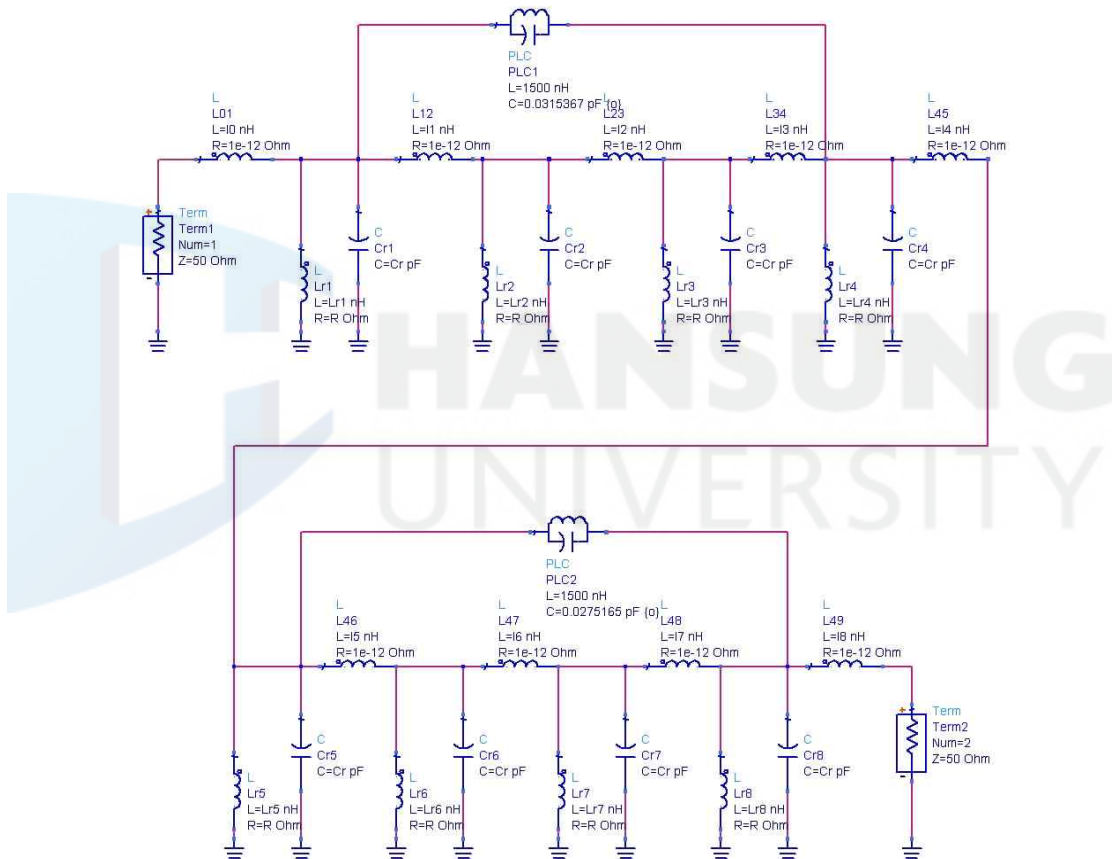 PLC
PLC1
L=1500 nH
C=0.0315367 pF {o}
L
L01
L=l0 nH
R=1e-12 Ohm
L
L12
L=l1 nH
R=1e-12 Ohm
L
L23
L=l2 nH
R=1e-12 Ohm
L
L34
L=l3 nH
R=1e-12 Ohm
L
L45
L=l4 nH
R=1e-12 Ohm
Term
Term1
Num=1
Z=50 Ohm
L
Lr1
L=Lr1 nH
R=R Ohm
C
Cr1
C=Cr pF
L
Lr2
L=Lr2 nH
R=R Ohm
C
Cr2
C=Cr pF
L
Lr3
L=Lr3 nH
R=R Ohm
C
Cr3
C=Cr pF
L
Lr4
L=Lr4 nH
R=R Ohm
C
Cr4
C=Cr pF
HANSUNG
UNIVERSITY
PLC
PLC2
L=1500 nH
C=0.0275165 pF {o}
L
L46
L=l5 nH
R=1e-12 Ohm
L
L47
L=l6 nH
R=1e-12 Ohm
L
L48
L=l7 nH
R=1e-12 Ohm
L
L49
L=l8 nH
R=1e-12 Ohm
L
Lr5
L=Lr5 nH
R=R Ohm
C
Cr5
C=Cr pF
L
Lr6
L=Lr6 nH
R=R Ohm
C
Cr6
C=Cr pF
L
Lr7
L=Lr7 nH
R=R Ohm
C
Cr7
C=Cr pF
L
Lr8
L=Lr8 nH
R=R Ohm
C
Cr8
C=Cr pF
Term
Term2
Num=2
Z=50 Ohm